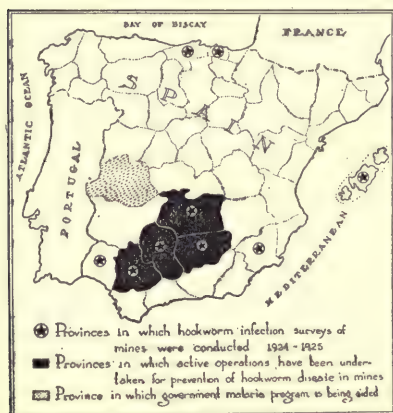 BAY OF BISCAY
FRANCE
ATLANTIC OCEAN
SPAIN
PORTUGAL
MEDITERRANEAN
Provinces in which hookworm infection surveys of
mines were conducted 1924-1925
Provinces in which active operations have been under-
taken for prevention of hookworm disease in mines
Province in which government malaria program is being aided